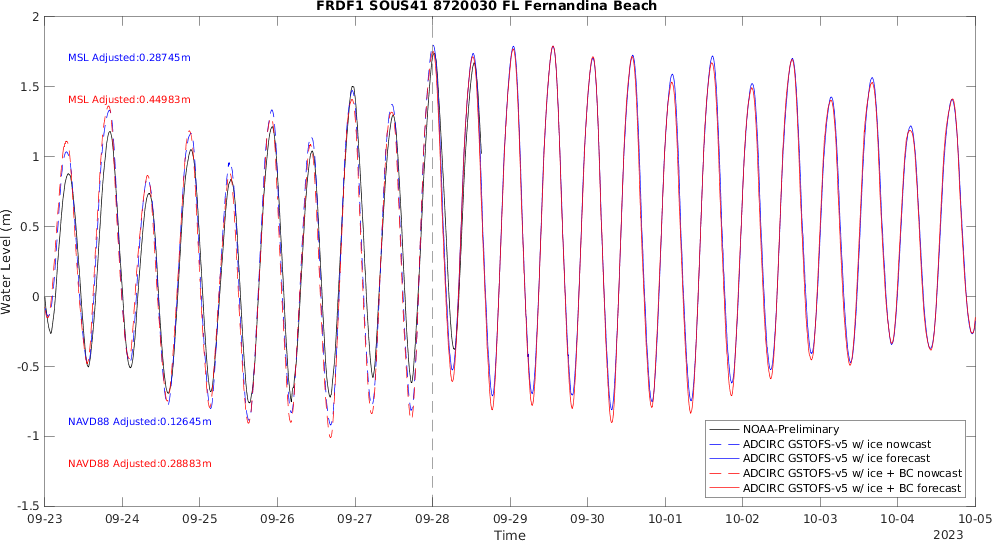 FRDF1 SOUS41 8720030 FL Fernandina Beach
2
1.5
1
0.5
0
-0.5
-1
-1.5
Water Level (m)
MSL Adjusted:0.28745m
MSL Adjusted:0.44983m
NAVD88 Adjusted:0.12645m
NAVD88 Adjusted:0.28883m
NOAA-Preliminary
ADCIRC GSTOFS-v5 w/ ice nowcast
ADCIRC GSTOFS-v5 w/ ice forecast
ADCIRC GSTOFS-v5 w/ ice + BC nowcast
ADCIRC GSTOFS-v5 w/ ice + BC forecast
09-23 09-24 09-25 09-26 09-27 09-28 09-29 09-30 10-01 10-02 10-03 10-04 10-05
Time
2023